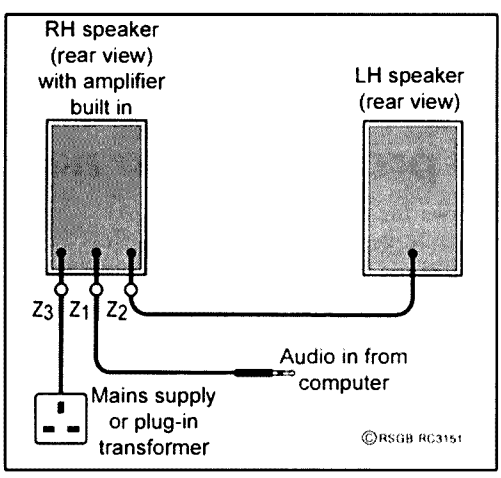 RH speaker
(rear view)
with amplifier
built in
LH speaker
(rear view)
Z3 Z1 Z2
Audio in from
computer
Mains supply
or plug-in
transformer
©RSGB RC3151